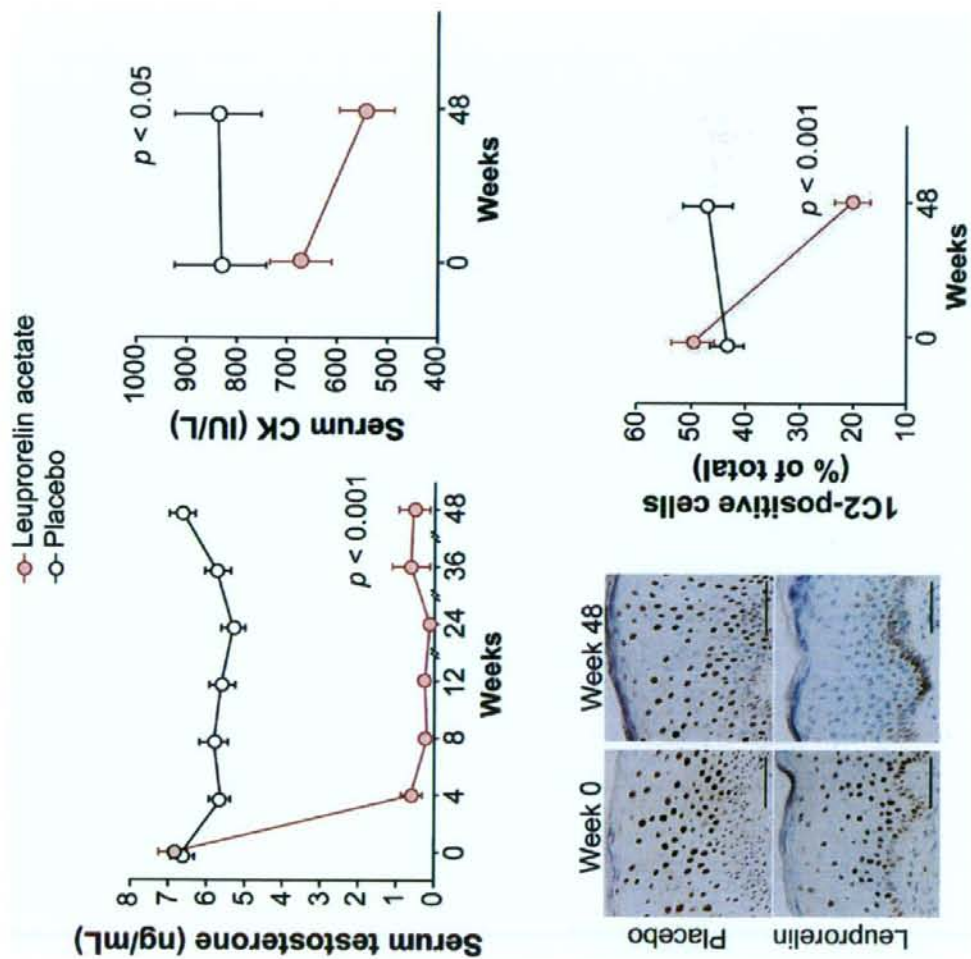 Leuprorelin acetate
Placebo
Serum testosterone (ng/mL)
8
7
6
5
4
3
2
1
0
p < 0.001
0 4 8 12 24 36 48
Weeks
Serum CK (IU/L)
1000
900
800
700
600
500
400
p < 0.05
0 48
Weeks
Week 0 Week 48
Placebo
Leuprorelin
1C2-positive cells
(% of total)
60
50
40
30
20
10
p < 0.001
0 48
Weeks